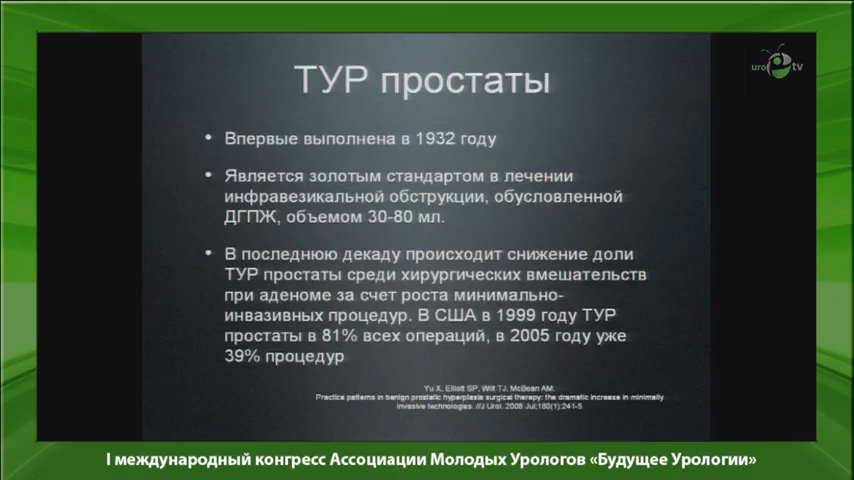 ТУР простаты
uro tv
• Впервые выполнена в 1932 году
• Является золотым стандартом в лечении
инфравезикальной обструкции, обусловленной
ДГПЖ, объемом 30-80 мл.
• В последнюю декаду происходит снижение доли
ТУР простаты среди хирургических вмешательств
при аденоме за счет роста минимально-
инвазивных процедур. В США в 1999 году ТУР
простаты в 81% всех операций, в 2005 году уже
39% процедур
Yu X, Elliott SP, Wilt TJ, McBean AM.
Practice patterns in benign prostatic hyperplasia surgical therapy: the dramatic increase in minimally
invasive technologies. //J Urol. 2008 Jul;180(1):241-5
I международный конгресс Ассоциации Молодых Урологов «Будущее Урологии»